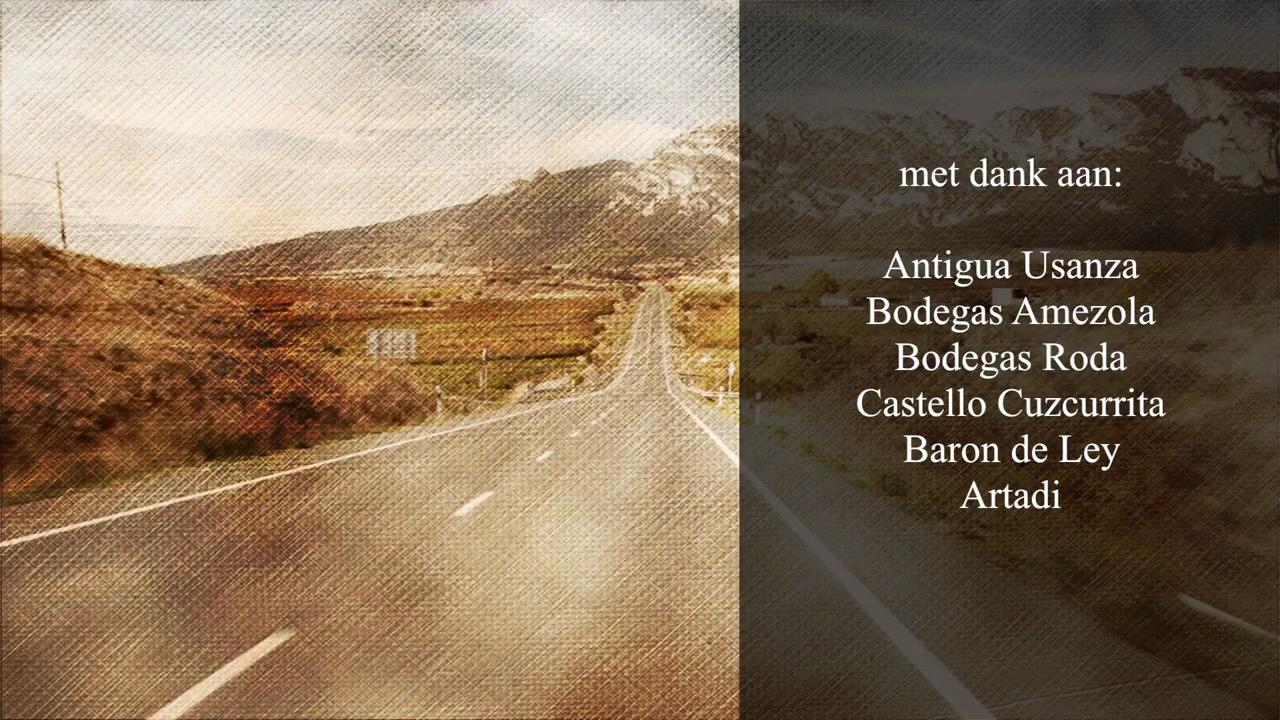 met dank aan:
Antigua Usanza
Bodegas Amezola
Bodegas Roda
Castello Cuzcurrita
Baron de Ley
Artadi